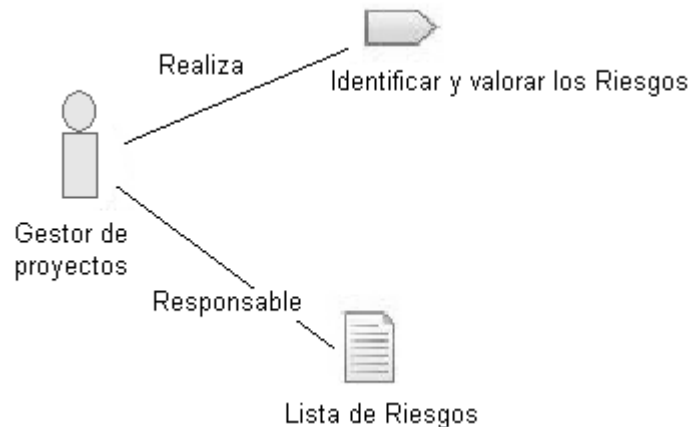 Realiza
Identificar y valorar los Riesgos
Gestor de
proyectos
Responsable
Lista de Riesgos